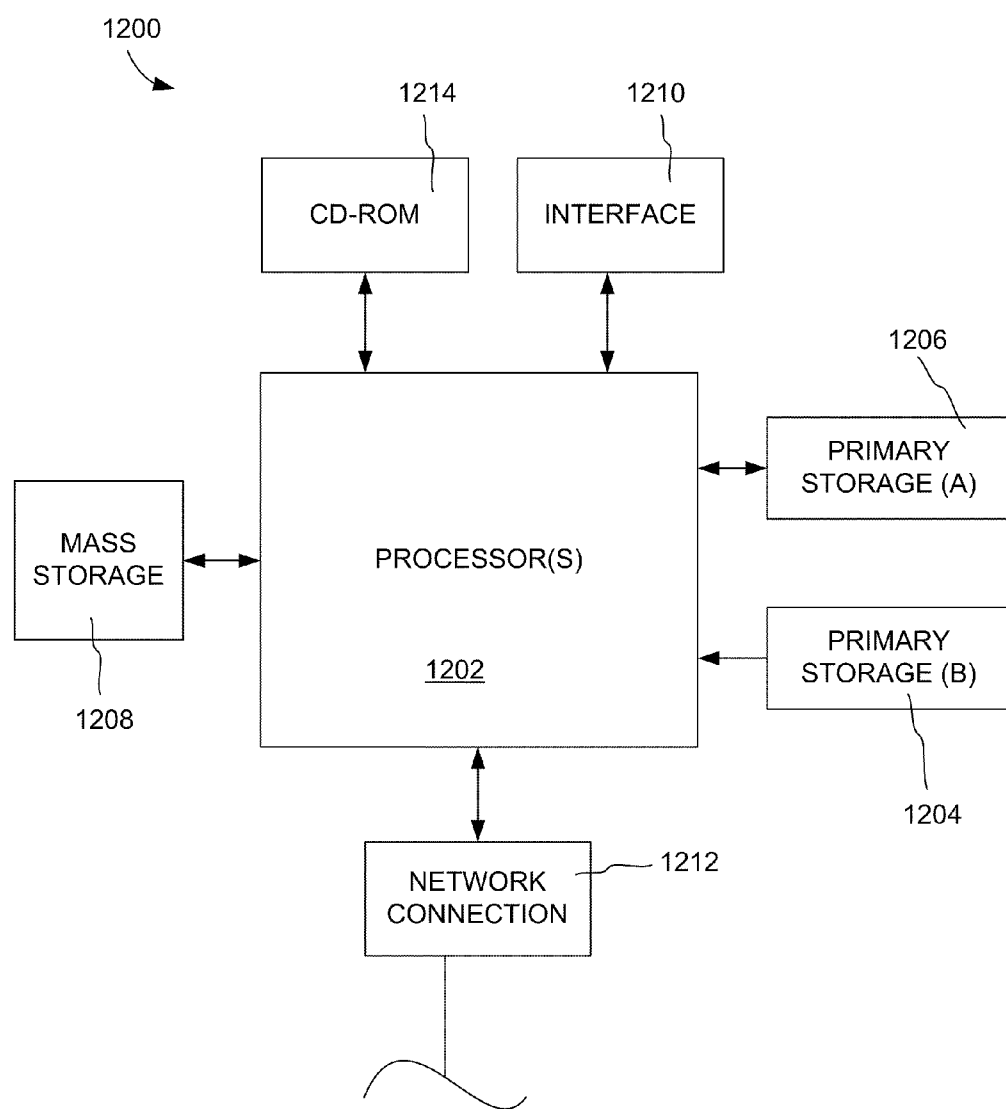 1200
1214
1210
CD-ROM
INTERFACE
1206
PRIMARY
STORAGE (A)
MASS
STORAGE
PROCESSOR(S)
PRIMARY
STORAGE (B)
1202
1208
1204
1212
NETWORK
CONNECTION